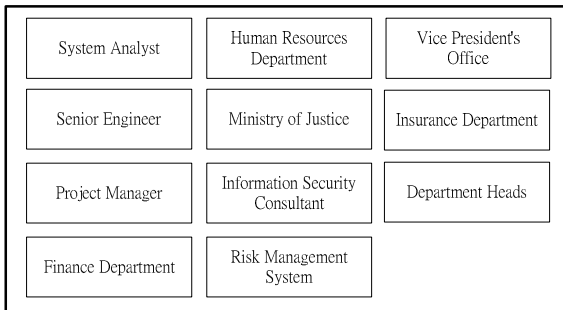 System Analyst
Human Resources
Department
Vice President's
Office
Senior Engineer
Ministry of Justice
Insurance Department
Project Manager
Information Security
Consultant
Department Heads
Finance Department
Risk Management
System